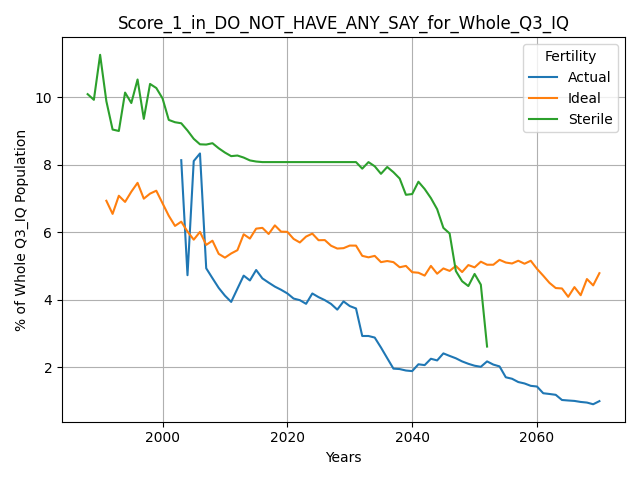 Score_1_in_DO_NOT_HAVE_ANY_SAY_for_Whole_Q3_IQ
Fertility
Actual
Ideal
Sterile
% of Whole Q3_IQ Population
10
8
6
4
2
2000
2020
2040
2060
Years